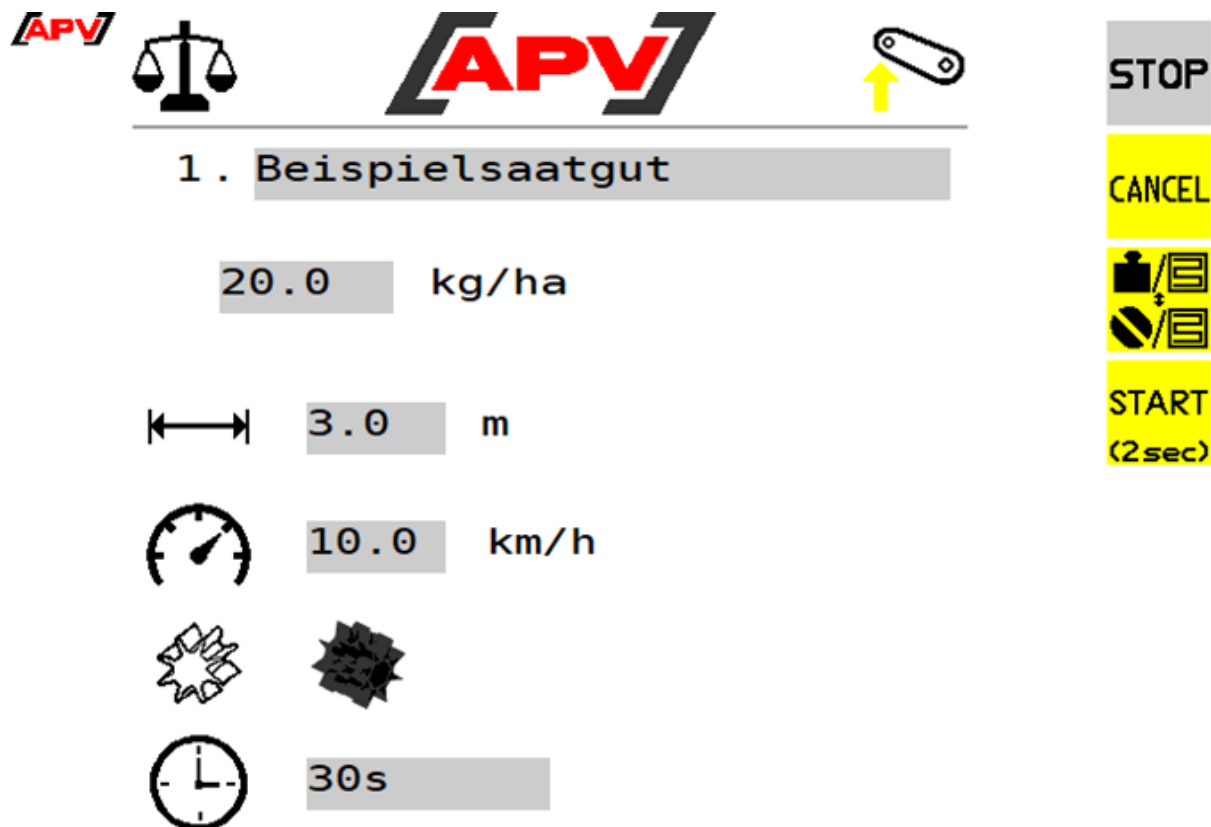 [APV]
[APV]
STOP
1. Beispielsaatgut
CANCEL
20.0 kg/ha
3.0 m
START
(2sec)
10.0 km/h
30s